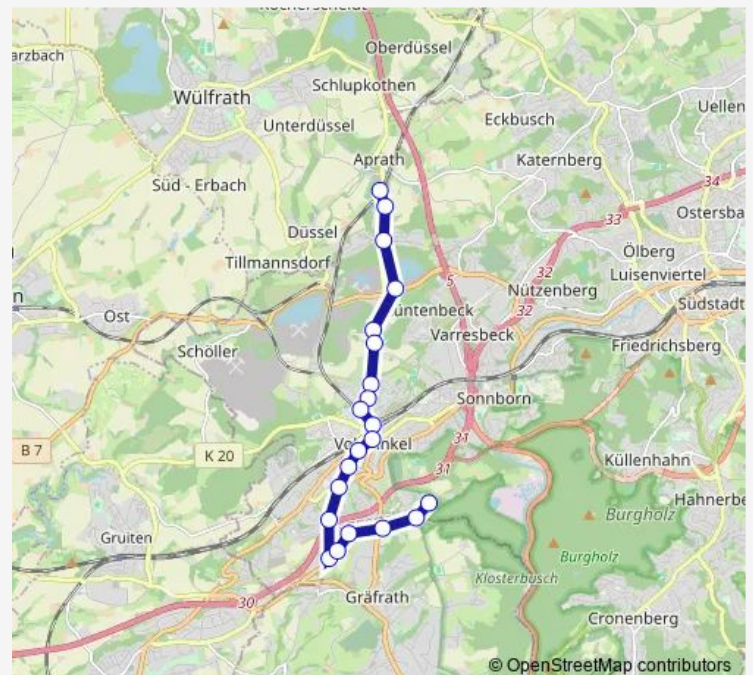 Oberdüssel
arzbach
Schlupkothen
Wülfrath
Uellen
Unterdüssel
Eckbusch
Aprath
Katernberg
34
Süd - Erbach
33
Ostersba
Düssel
Ölberg
Tillmannsdorf
32
Luisenviertel
5
Nützenberg
n
untenbeck
32
Südstadt
Ost
Varresbeck
Schöller
Friedrichsberg
Sonnborn
31
B 7
K 20
31
Küllenhahn
Hahnerbe
Burgholz
Gruiten
Burgholz
Klosterbusch
30
Gräfrath
Cronenberg
© OpenStreetMap contributors